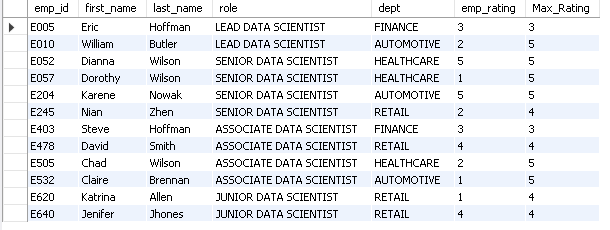 emp_id first_name last_name role dept emp_rating Max_Rating
E005 Eric Hoffman LEAD DATA SCIENTIST FINANCE 3 3
E010 William Butler LEAD DATA SCIENTIST AUTOMOTIVE 2 5
E052 Dianna Wilson SENIOR DATA SCIENTIST HEALTHCARE 5 5
E057 Dorothy Wilson SENIOR DATA SCIENTIST HEALTHCARE 1 5
E204 Karene Nowak SENIOR DATA SCIENTIST AUTOMOTIVE 5 5
E245 Nian Zhen SENIOR DATA SCIENTIST RETAIL 2 4
E403 Steve Hoffman ASSOCIATE DATA SCIENTIST FINANCE 3 3
E478 David Smith ASSOCIATE DATA SCIENTIST RETAIL 4 4
E505 Chad Wilson ASSOCIATE DATA SCIENTIST HEALTHCARE 2 5
E532 Claire Brennan ASSOCIATE DATA SCIENTIST AUTOMOTIVE 1 5
E620 Katrina Allen JUNIOR DATA SCIENTIST RETAIL 1 4
E640 Jenifer Jhones JUNIOR DATA SCIENTIST RETAIL 4 4